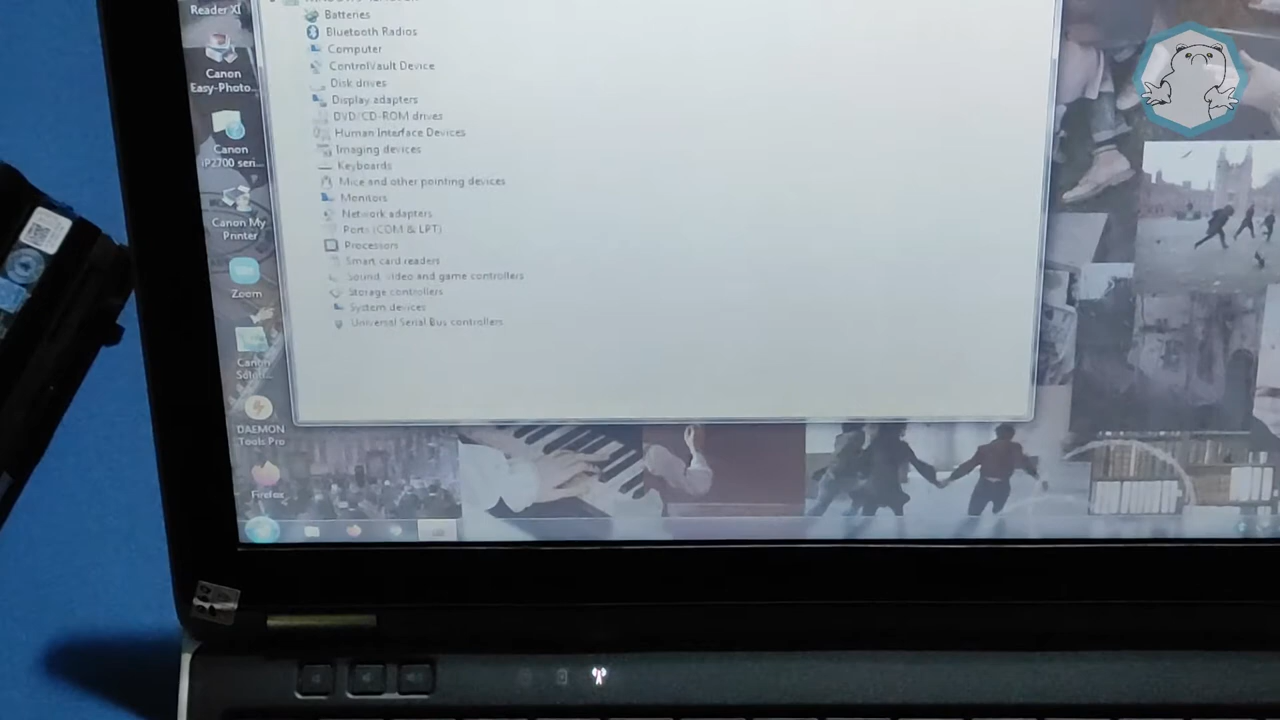 Reader XI
Canon
Easy-Photo...
Canon
iP2700 seri...
Canon My
Printer
Zoom
Canon
Solut...
DAEMON
Tools Pro
Firefox
Batteries
Bluetooth Radios
Computer
ControlVault Device
Disk drives
Display adapters
DVD/CD-ROM drives
Human Interface Devices
Imaging devices
Keyboards
Mice and other pointing devices
Monitors
Network adapters
Ports (COM & LPT)
Processors
Smart card readers
Sound, video and game controllers
Storage controllers
System devices
Universal Serial Bus controllers